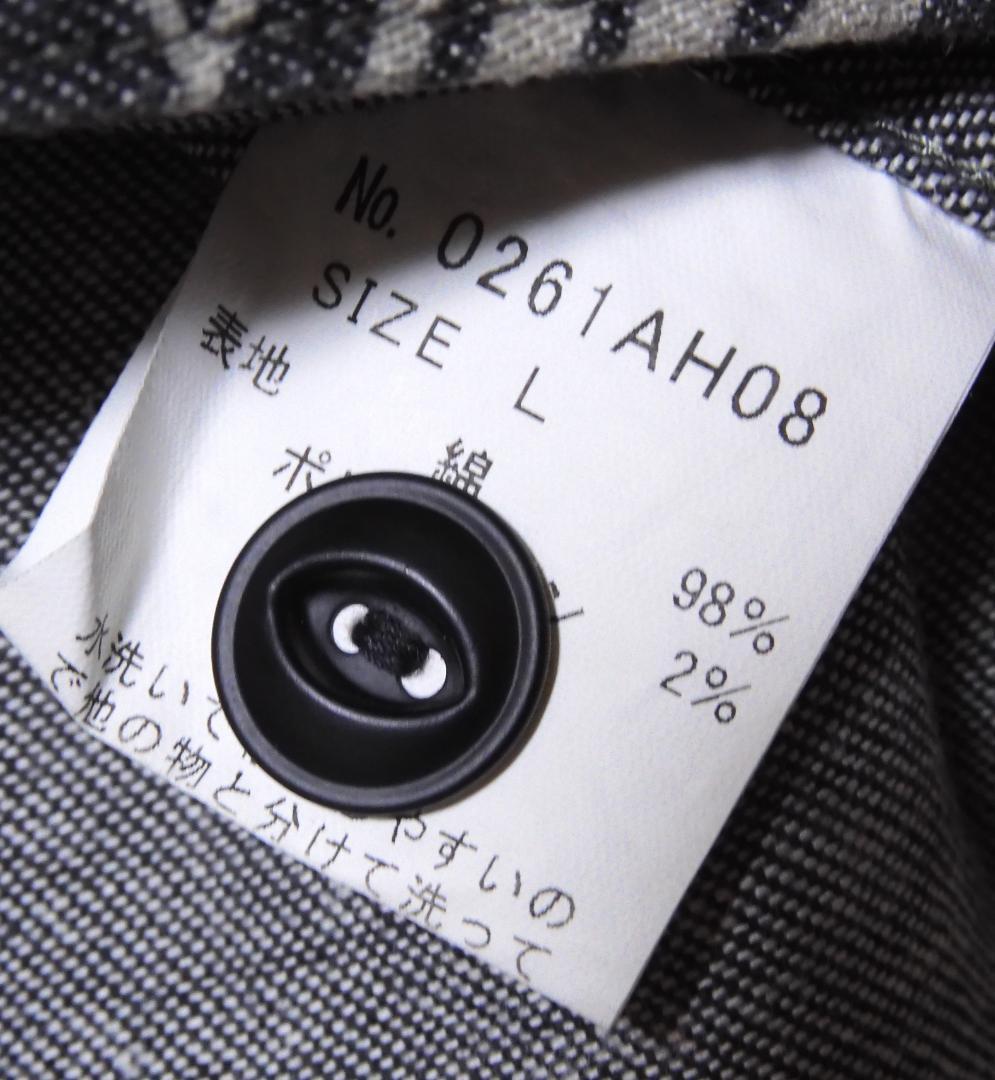 No. 0261AH08
SIZE L
表地
綿 98%
ポ ン 2%
水洗いで やすいの
で他の物と分けて洗って